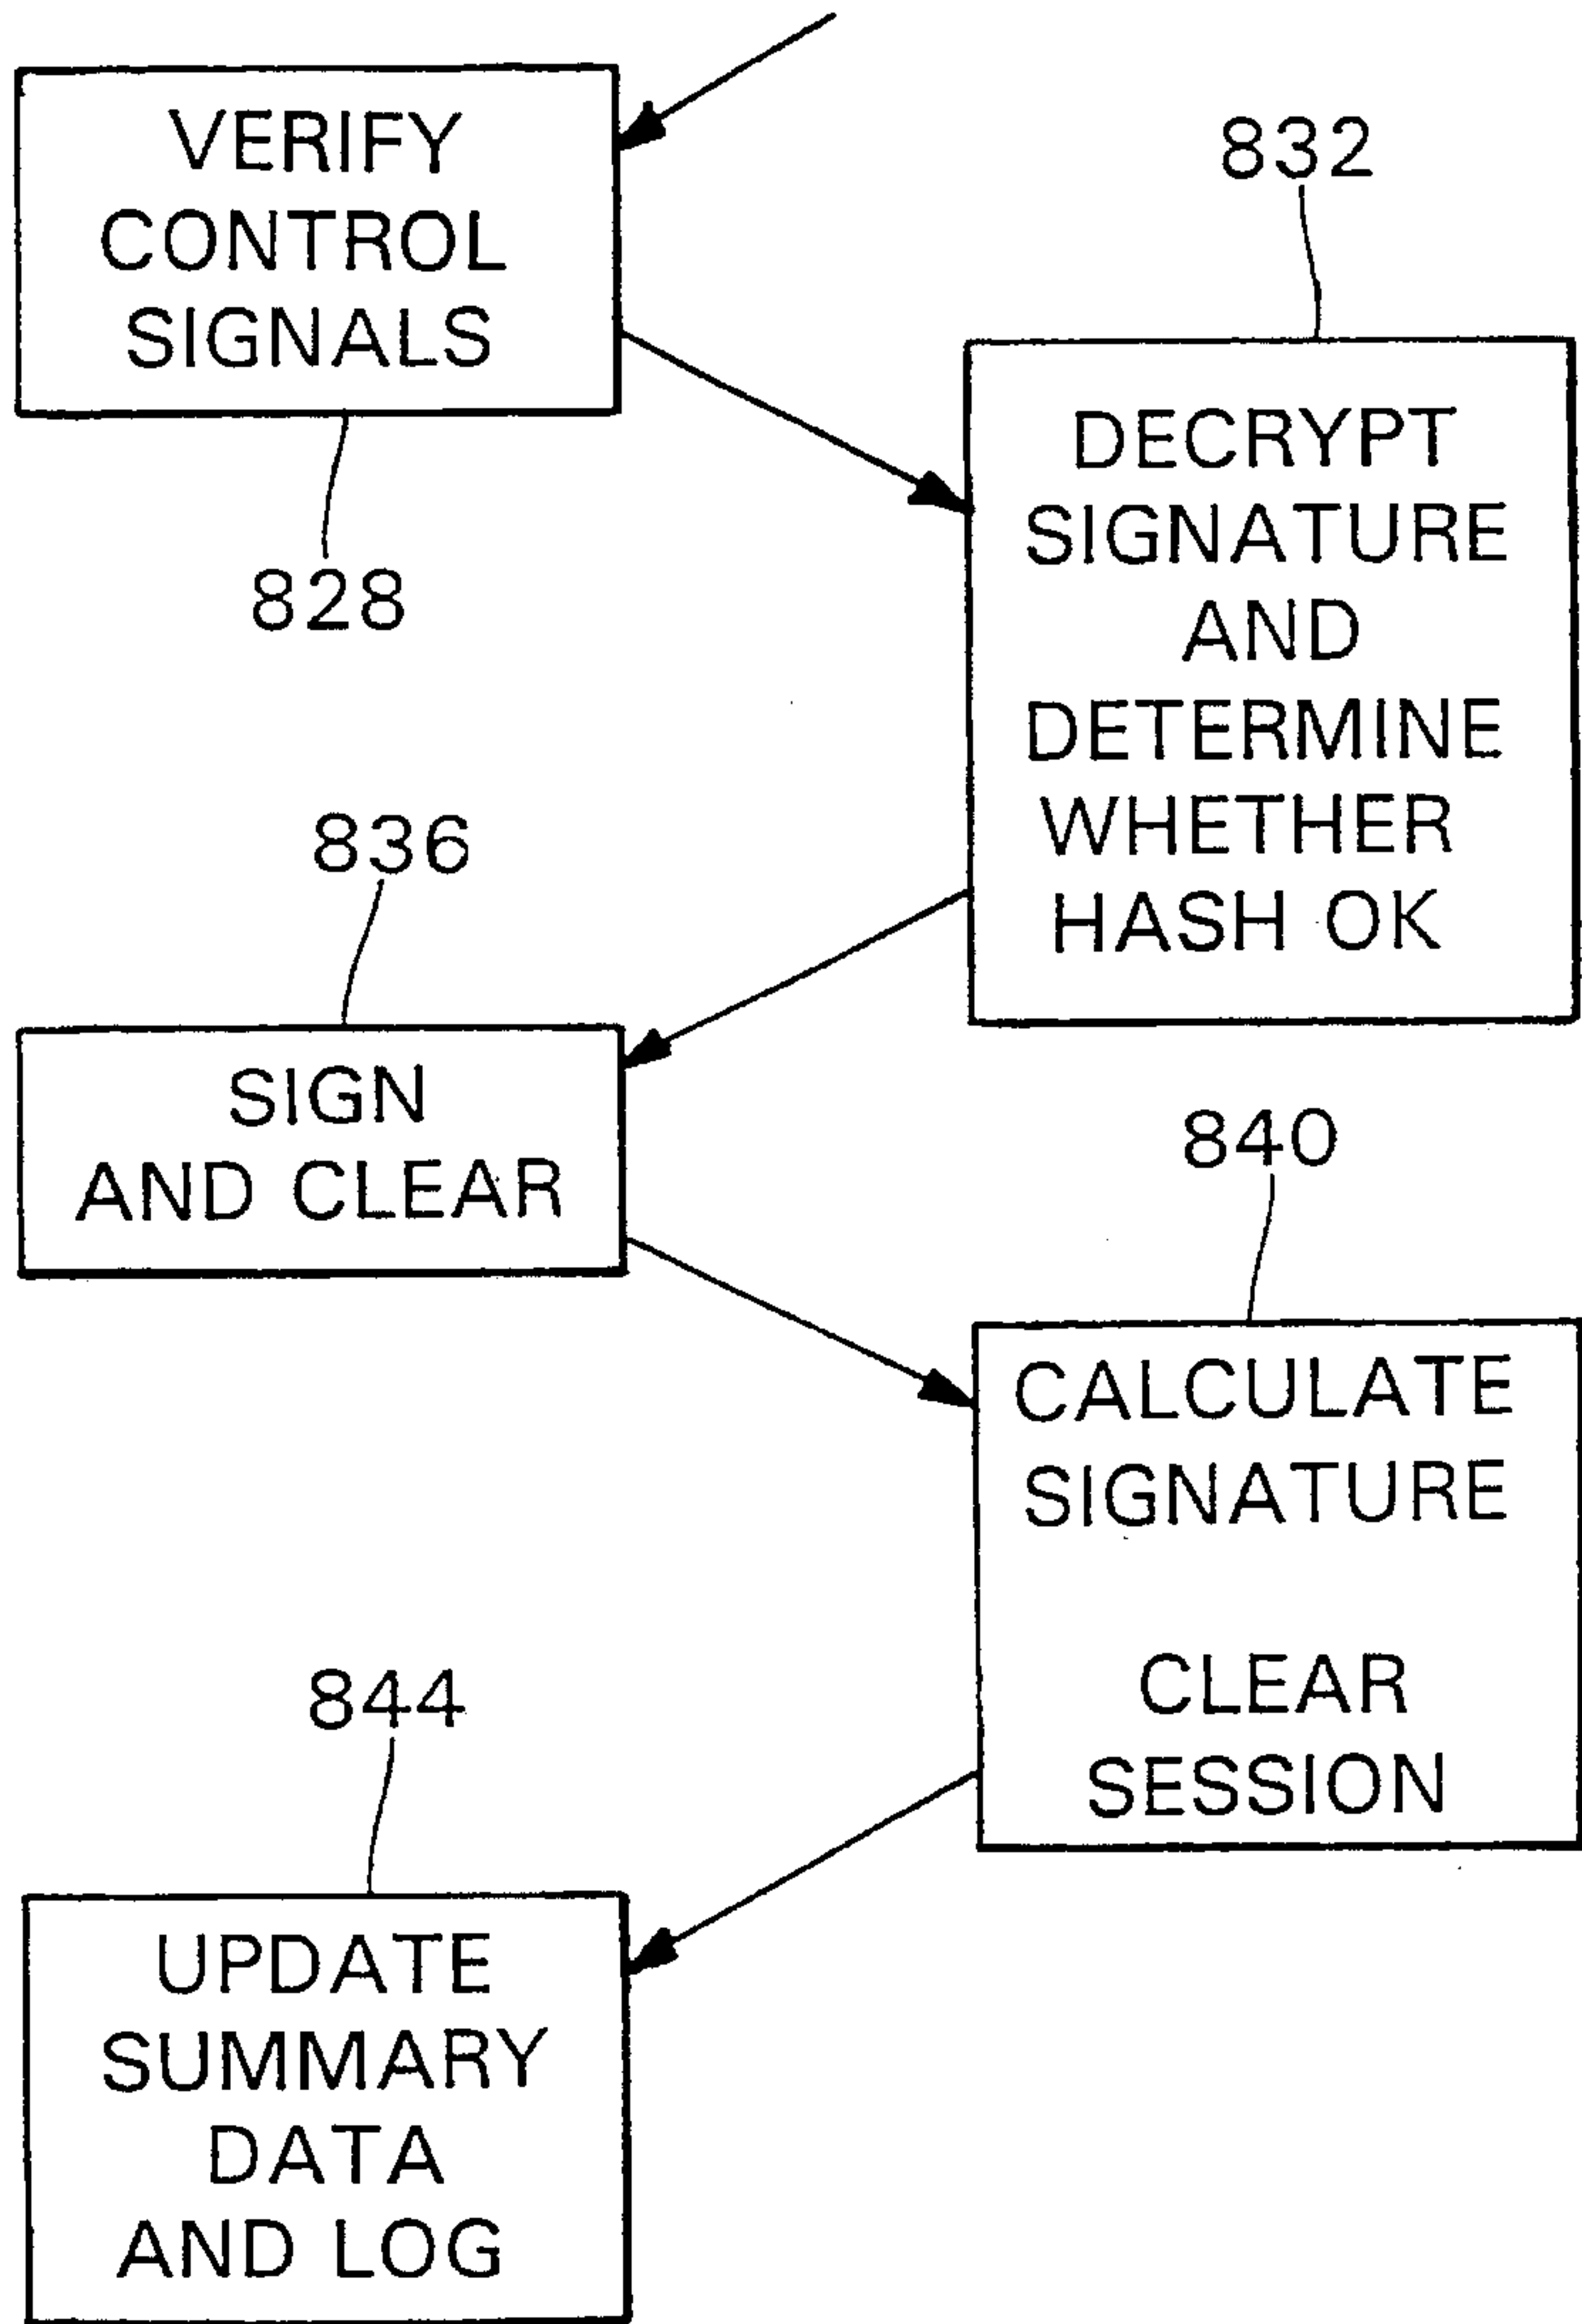 VERIFY
CONTROL
SIGNALS
828
832
DECRYPT
SIGNATURE
AND
DETERMINE
WHETHER
HASH OK
836
SIGN
AND CLEAR
840
CALCULATE
SIGNATURE
CLEAR
SESSION
844
UPDATE
SUMMARY
DATA
AND LOG